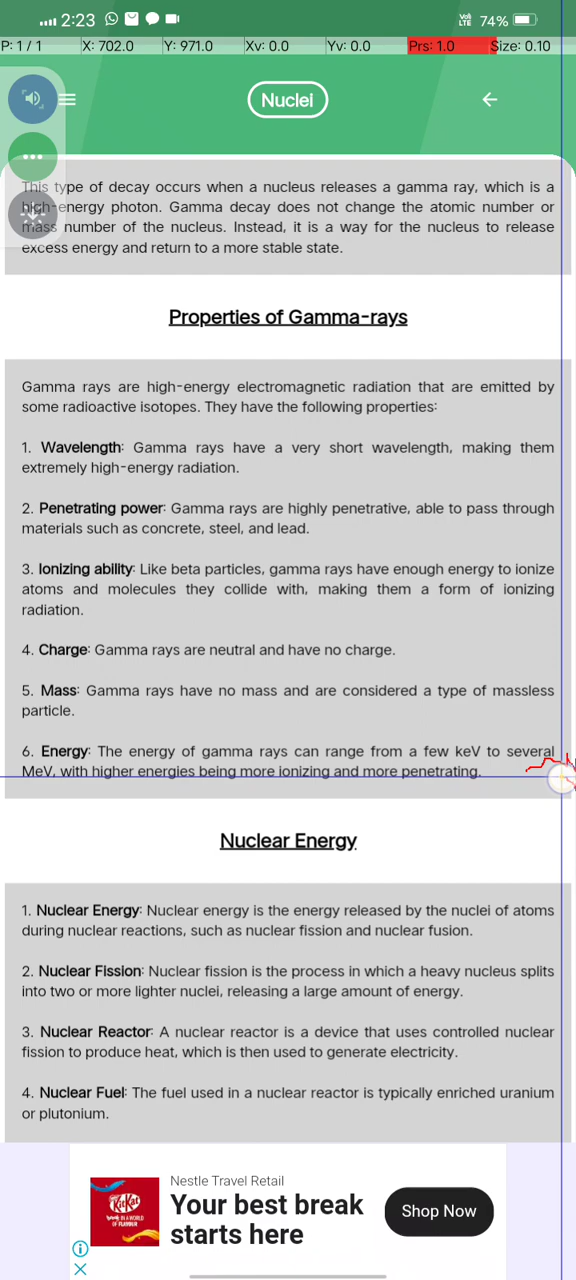 2:23
Vo) LTE 74%
P: 1 / 1 X: 702.0 Y: 971.0 Xv: 0.0 Yv: 0.0 Prs: 1.0 Size: 0.10
Nuclei
This type of decay occurs when a nucleus releases a gamma ray, which is a
high-energy photon. Gamma decay does not change the atomic number or
mass number of the nucleus. Instead, it is a way for the nucleus to release
excess energy and return to a more stable state.
Properties of Gamma-rays
Gamma rays are high-energy electromagnetic radiation that are emitted by
some radioactive isotopes. They have the following properties:
1. Wavelength: Gamma rays have a very short wavelength, making them
extremely high-energy radiation.
2. Penetrating power: Gamma rays are highly penetrative, able to pass through
materials such as concrete, steel, and lead.
3. Ionizing ability: Like beta particles, gamma rays have enough energy to ionize
atoms and molecules they collide with, making them a form of ionizing
radiation.
4. Charge: Gamma rays are neutral and have no charge.
5. Mass: Gamma rays have no mass and are considered a type of massless
particle.
6. Energy: The energy of gamma rays can range from a few keV to several
MeV, with higher energies being more ionizing and more penetrating.
Nuclear Energy
1. Nuclear Energy: Nuclear energy is the energy released by the nuclei of atoms
during nuclear reactions, such as nuclear fission and nuclear fusion.
2. Nuclear Fission: Nuclear fission is the process in which a heavy nucleus splits
into two or more lighter nuclei, releasing a large amount of energy.
3. Nuclear Reactor: A nuclear reactor is a device that uses controlled nuclear
fission to produce heat, which is then used to generate electricity.
4. Nuclear Fuel: The fuel used in a nuclear reactor is typically enriched uranium
or plutonium.
Nestle Travel Retail
KitKat
Your best break
starts here
Shop Now